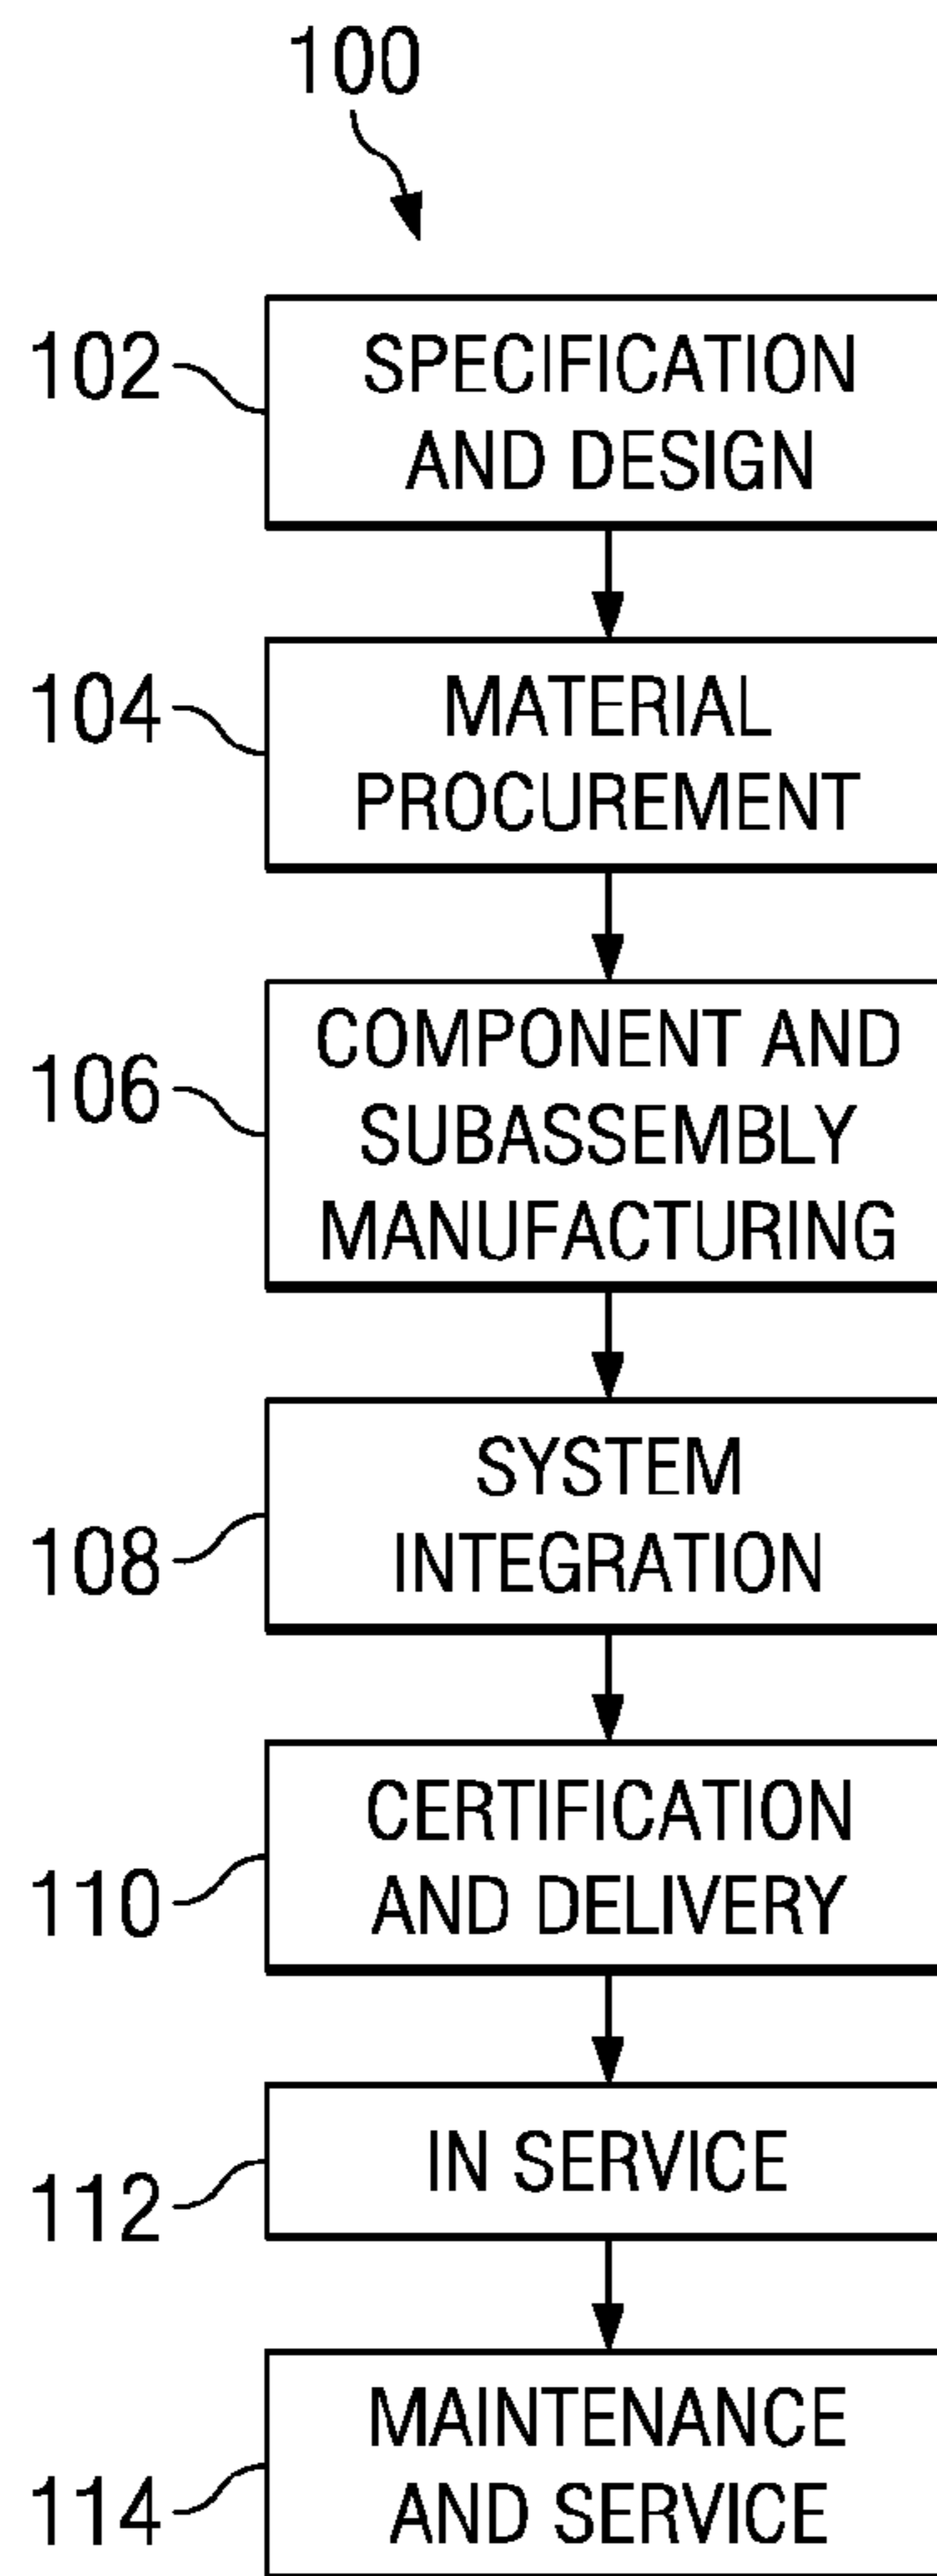 100
102
SPECIFICATION
AND DESIGN
104
MATERIAL
PROCUREMENT
106
COMPONENT AND
SUBASSEMBLY
MANUFACTURING
108
SYSTEM
INTEGRATION
110
CERTIFICATION
AND DELIVERY
112
IN SERVICE
114
MAINTENANCE
AND SERVICE